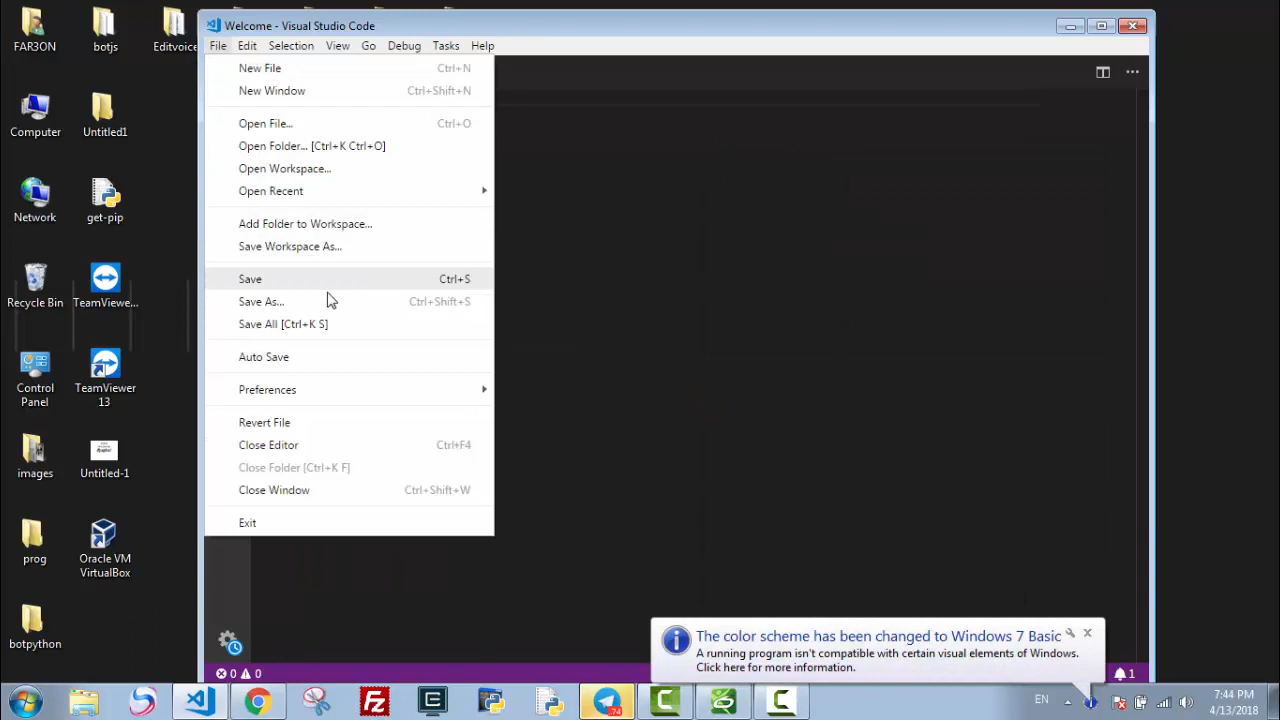 FAR3ON
botjs
Editvoice
Computer
Untitled1
Network
get-pip
Recycle Bin
TeamViewe...
Control
Panel
TeamViewer
13
images
Untitled-1
prog
Oracle VM
VirtualBox
botpython
Welcome - Visual Studio Code
File Edit Selection View Go Debug Tasks Help
New File Ctrl+N
New Window Ctrl+Shift+N
Open File... Ctrl+O
Open Folder... [Ctrl+K Ctrl+O]
Open Workspace...
Open Recent
Add Folder to Workspace...
Save Workspace As...
Save Ctrl+S
Save As... Ctrl+Shift+S
Save All [Ctrl+K S]
Auto Save
Preferences
Revert File
Close Editor Ctrl+F4
Close Folder [Ctrl+K F]
Close Window Ctrl+Shift+W
Exit
The color scheme has been changed to Windows 7 Basic
A running program isn't compatible with certain visual elements of Windows.
Click here for more information.
0 0
1
74
EN
7:44 PM
4/13/2018